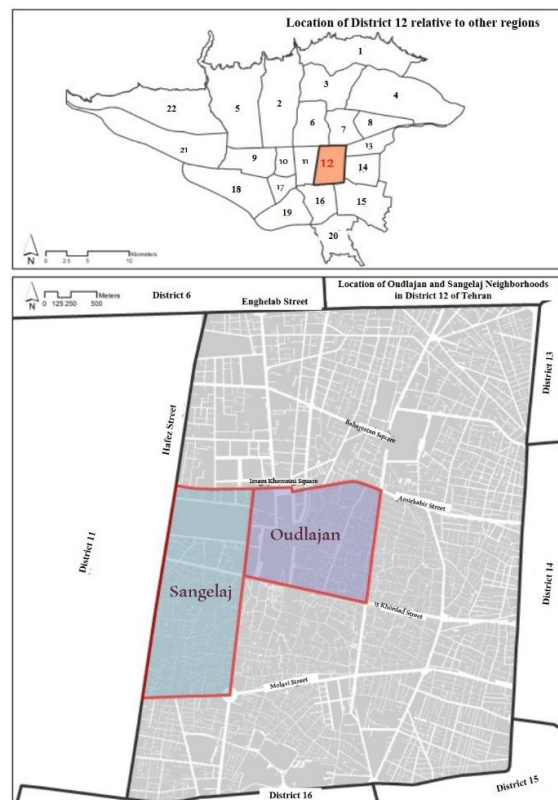 Location of District 12 relative to other regions
1
3
4
2
5
22
6
7
8
13
21
9
10
11
12
14
18
17
16
15
19
20
N
0 2.5 5 10
Kilometers
N
0 125 250 500
Meters
District 6
Enghelab Street
Location of Oudlajan and Sangelaj Neighborhoods
in District 12 of Tehran
District 13
Hafez Street
Baharestan Square
Imam Khomeini Square
Amirkabir Street
Oudlajan
District 11
District 14
Sangelaj
15 Khordad Street
Molavi Street
District 15
District 16